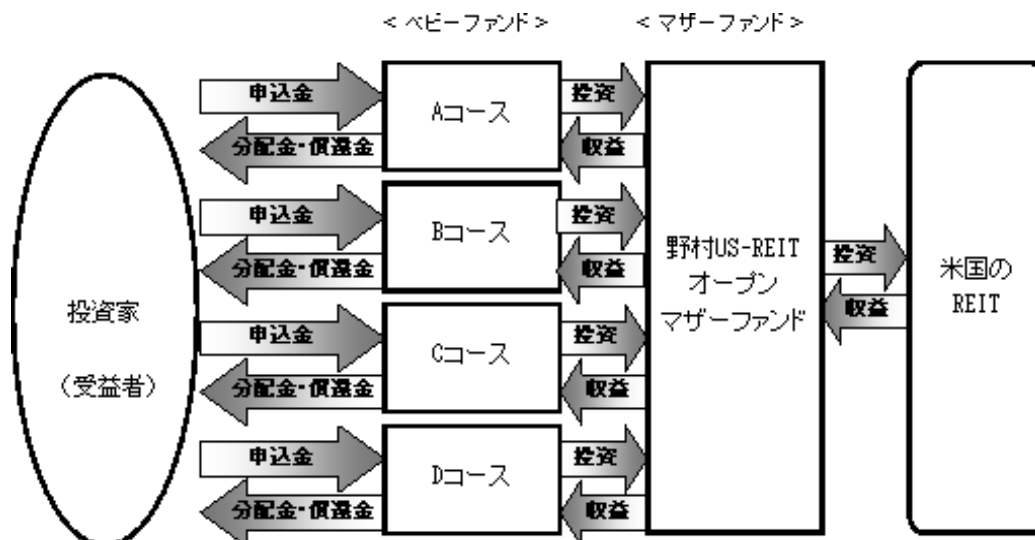 ＜ベビーファンド＞
＜マザーファンド＞
申込金
Aコース
投資
分配金・償還金
収益
申込金
Bコース
投資
分配金・償還金
収益
申込金
Cコース
投資
分配金・償還金
収益
申込金
Dコース
投資
分配金・償還金
収益
投資家
（受益者）
野村US-REIT
オープン
マザーファンド
投資
収益
米国の
REIT